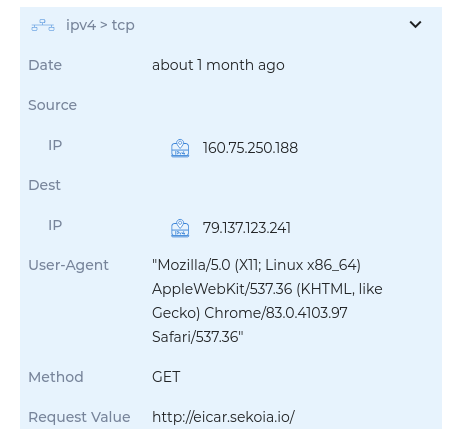 ipv4 > tcp
Date about 1 month ago
Source
IP IPv4 160.75.250.188
Dest
IP IPv4 79.137.123.241
User-Agent "Mozilla/5.0 (X11; Linux x86_64)
AppleWebKit/537.36 (KHTML, like
Gecko) Chrome/83.0.4103.97
Safari/537.36"
Method GET
Request Value http://eicar.sekoia.io/